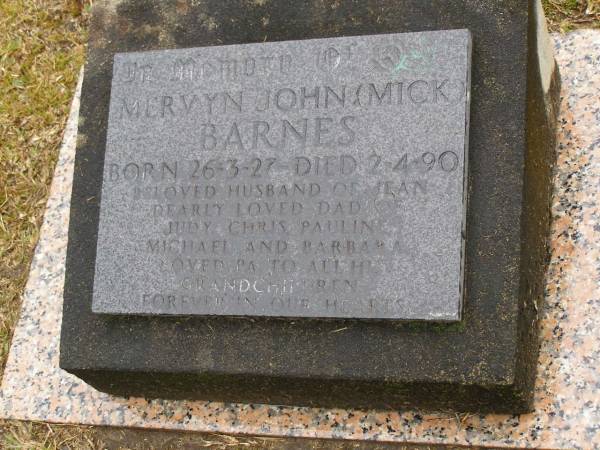 In Memory Of
MERVYN JOHN (MICK)
BARNES
BORN 26-3-27 DIED 2-4-90
BELOVED HUSBAND OF JEAN
DEARLY LOVED DAD
JUDY CHRIS PAULINE
MICHAEL AND BARBARA
LOVED PA TO ALL HIS
GRANDCHILDREN
FOREVER IN OUR HEARTS